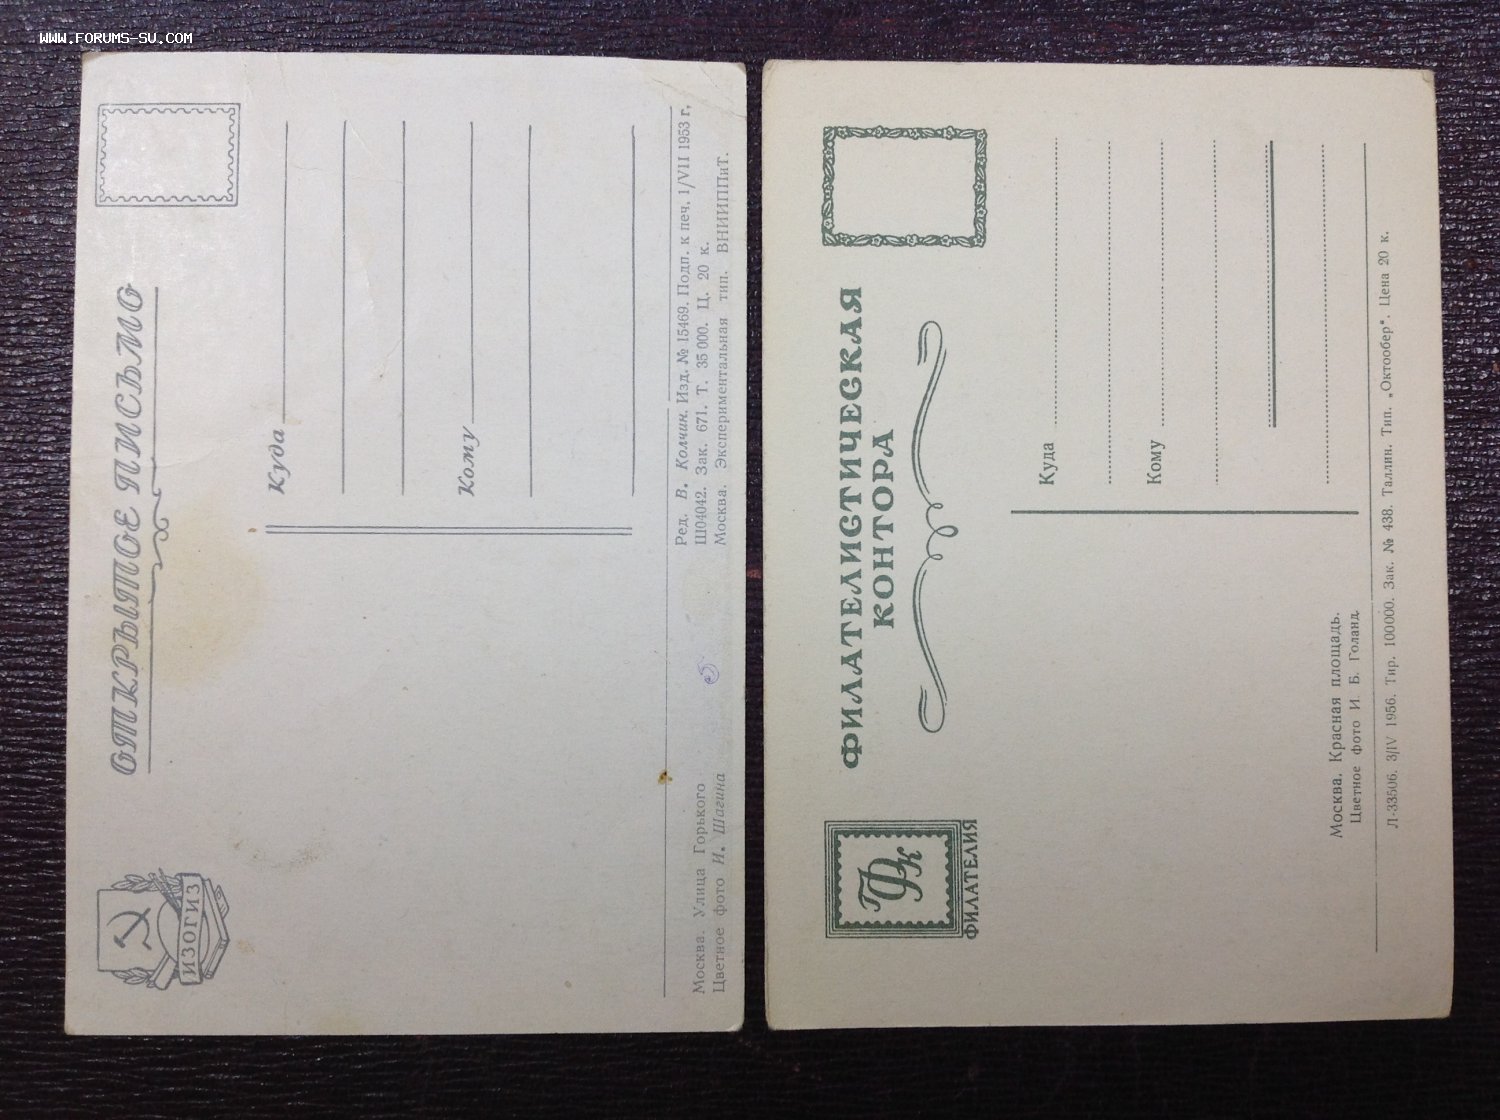 WWW.FORUMS-SU.COM
ИЗОГИЗ
ОТКРЫТОЕ ПИСЬМО
Куда
Кому
Москва. Улица Горького
Цветное фото И. Шагина
Ред. В. Колчин. Изд. № 15469. Подп. к печ. 1/VII 1953 г.
Ш04042. Зак. 671. Т. 35 000. Ц. 20 к.
Москва. Экспериментальная тип. ВНИИППиТ.
ФК
ФИЛАТЕЛИЯ
ФИЛАТЕЛИСТИЧЕСКАЯ
КОНТОРА
Куда
Кому
Москва. Красная площадь.
Цветное фото И. Б. Голанд.
Л-33506. 3/IV 1956. Тир. 100000. Зак. № 438. Таллин. Тип. „Октообер“. Цена 20 к.